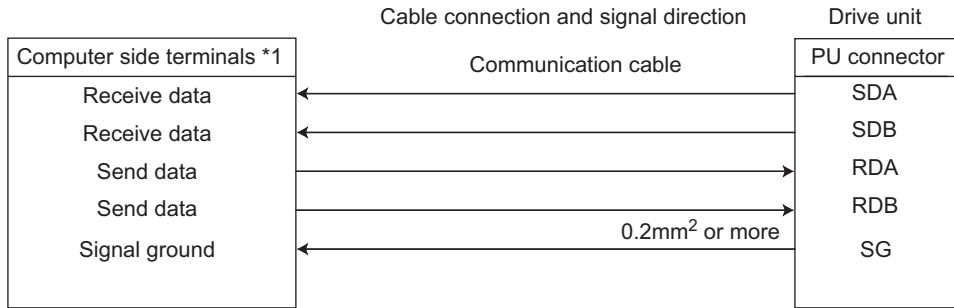 Cable connection and signal direction Drive unit
Computer side terminals *1 Communication cable PU connector
Receive data SDA
Receive data SDB
Send data RDA
Send data RDB
0.2mm² or more
Signal ground SG